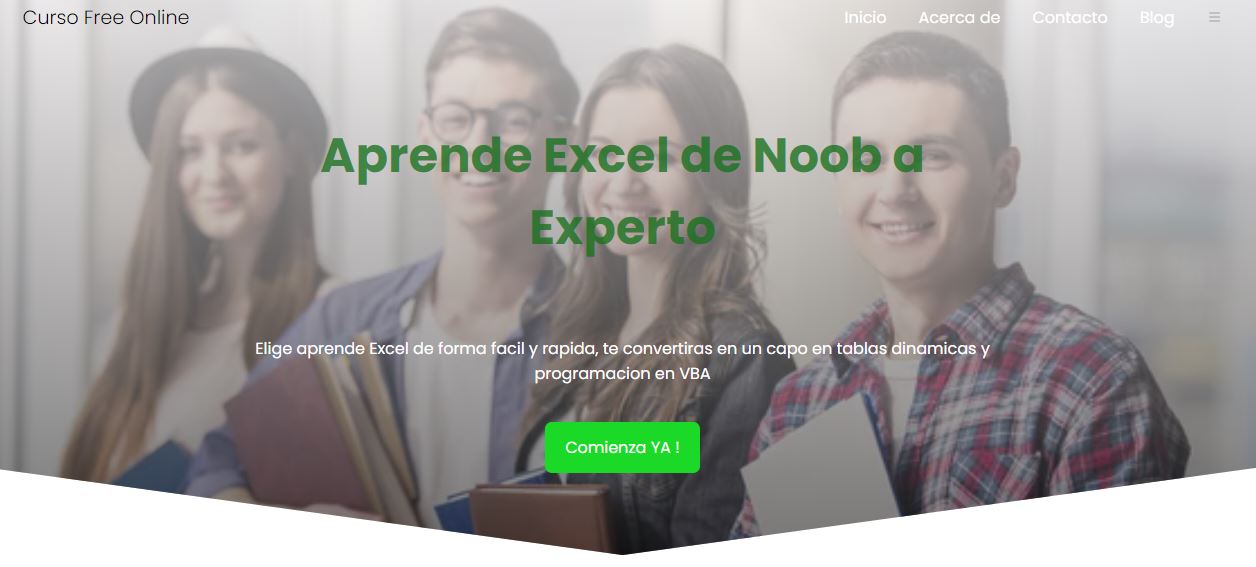 Curso Free Online
Inicio
Acerca de
Contacto
Blog
Aprende Excel de Noob a
Experto
Elige aprende Excel de forma facil y rapida, te convertiras en un capo en tablas dinamicas y
programacion en VBA
Comienza YA !